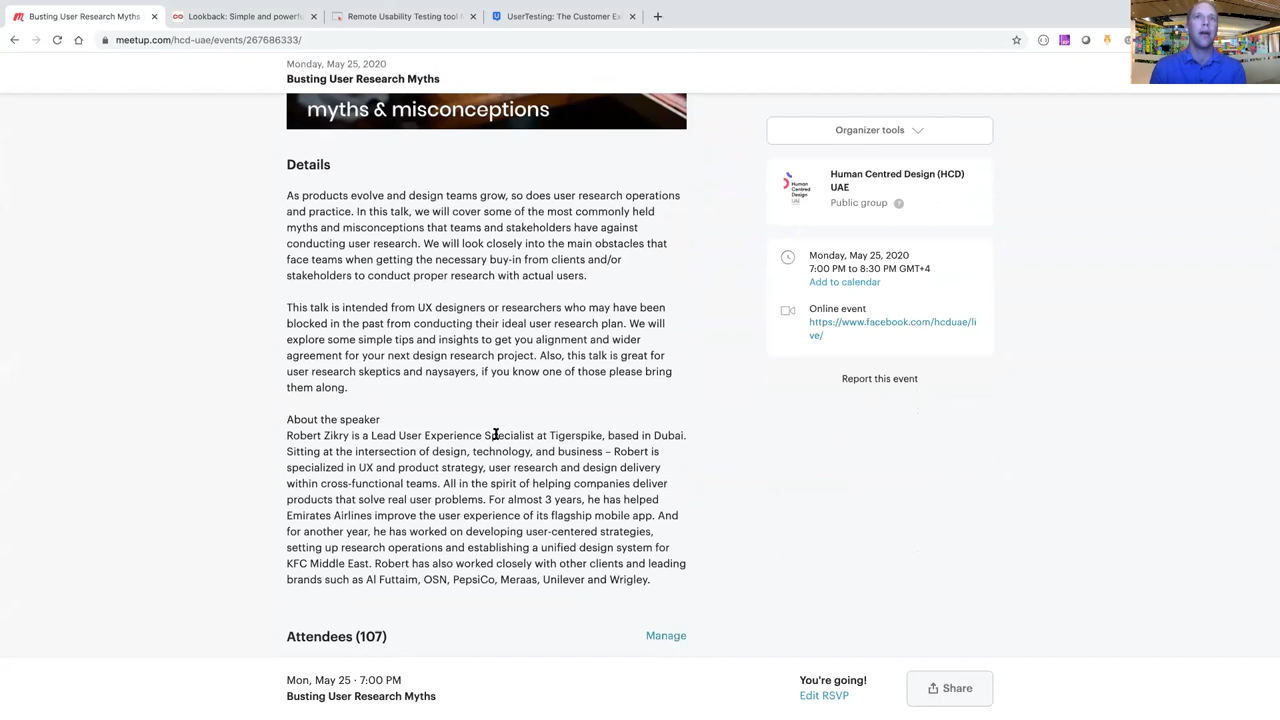 Busting User Research Myths
Lookback: Simple and powerfu
Remote Usability Testing tool f
UserTesting: The Customer Ex
meetup.com/hcd-uae/events/267686333/
Monday, May 25, 2020
Busting User Research Myths
myths & misconceptions
Organizer tools
Details
Human Centred Design (HCD)
UAE
Public group
Human
Centred
Design
UAE
As products evolve and design teams grow, so does user research operations
and practice. In this talk, we will cover some of the most commonly held
myths and misconceptions that teams and stakeholders have against
conducting user research. We will look closely into the main obstacles that
face teams when getting the necessary buy-in from clients and/or
stakeholders to conduct proper research with actual users.
Monday, May 25, 2020
7:00 PM to 8:30 PM GMT+4
Add to calendar
Online event
https://www.facebook.com/hcduae/li
ve/
This talk is intended from UX designers or researchers who may have been
blocked in the past from conducting their ideal user research plan. We will
explore some simple tips and insights to get you alignment and wider
agreement for your next design research project. Also, this talk is great for
user research skeptics and naysayers, if you know one of those please bring
them along.
Report this event
About the speaker
Robert Zikry is a Lead User Experience Specialist at Tigerspike, based in Dubai.
Sitting at the intersection of design, technology, and business – Robert is
specialized in UX and product strategy, user research and design delivery
within cross-functional teams. All in the spirit of helping companies deliver
products that solve real user problems. For almost 3 years, he has helped
Emirates Airlines improve the user experience of its flagship mobile app. And
for another year, he has worked on developing user-centered strategies,
setting up research operations and establishing a unified design system for
KFC Middle East. Robert has also worked closely with other clients and leading
brands such as Al Futtaim, OSN, PepsiCo, Meraas, Unilever and Wrigley.
Attendees (107)
Manage
Mon, May 25 · 7:00 PM
Busting User Research Myths
You're going!
Edit RSVP
Share